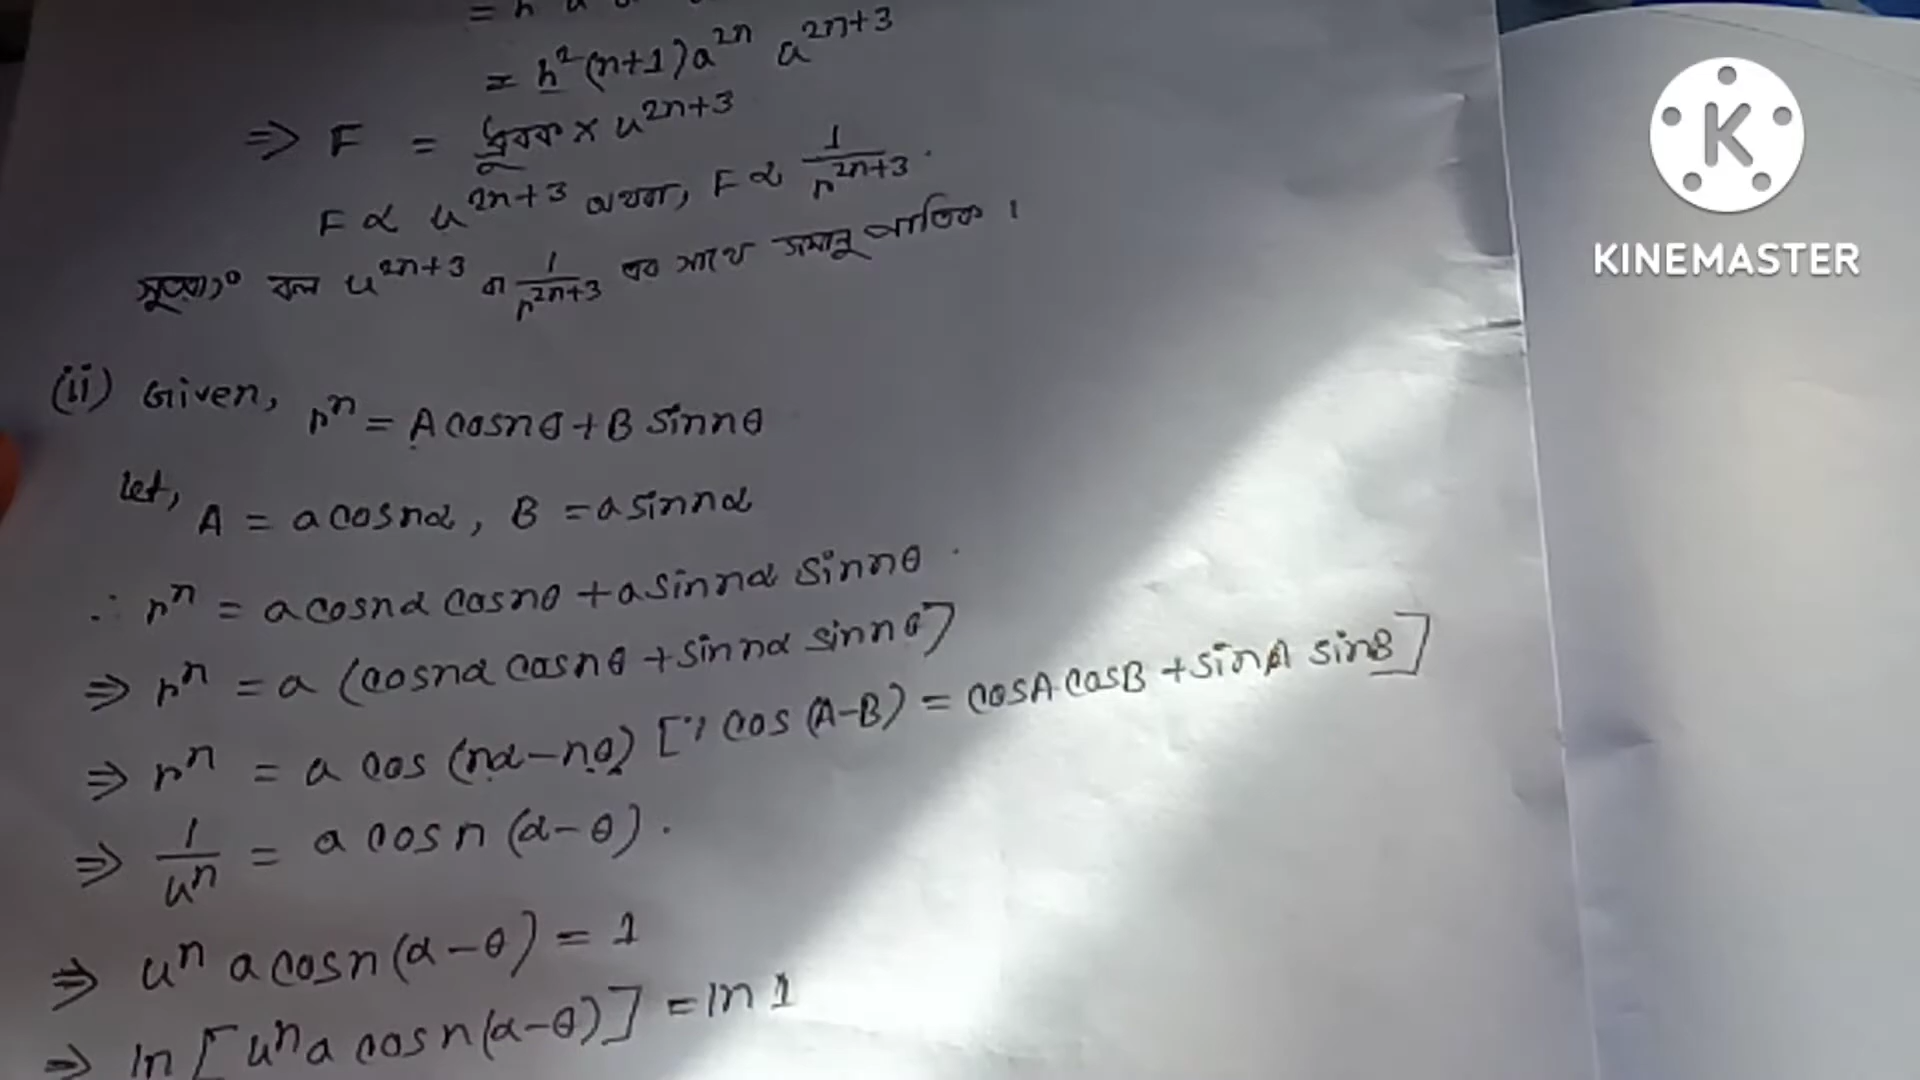 = h²(n+1)a²ⁿ a²ⁿ⁺³
⇒ F = ধ্রুবক × u²ⁿ⁺³
F ∝ u²ⁿ⁺³ অথবা, F ∝ 1/r²ⁿ⁺³.
সুতরাং বল u²ⁿ⁺³ বা 1/r²ⁿ⁺³ এর সাথে সমানুপাতিক।
(ii) Given, rⁿ = A cosnθ + B sinnθ
let, A = a cosnα, B = a sinnα
∴ rⁿ = a cosnα cosnθ + a sinnα sinnθ
⇒ rⁿ = a (cosnα cosnθ + sinnα sinnθ)
⇒ rⁿ = a cos (nα-nθ) [∵ cos (A-B) = cosA.cosB + sinA sinB]
⇒ 1/uⁿ = a cos n (α-θ).
⇒ uⁿ a cosn(α-θ) = 1
⇒ ln [uⁿ a cosn(α-θ)] = ln 1
K
KINEMASTER